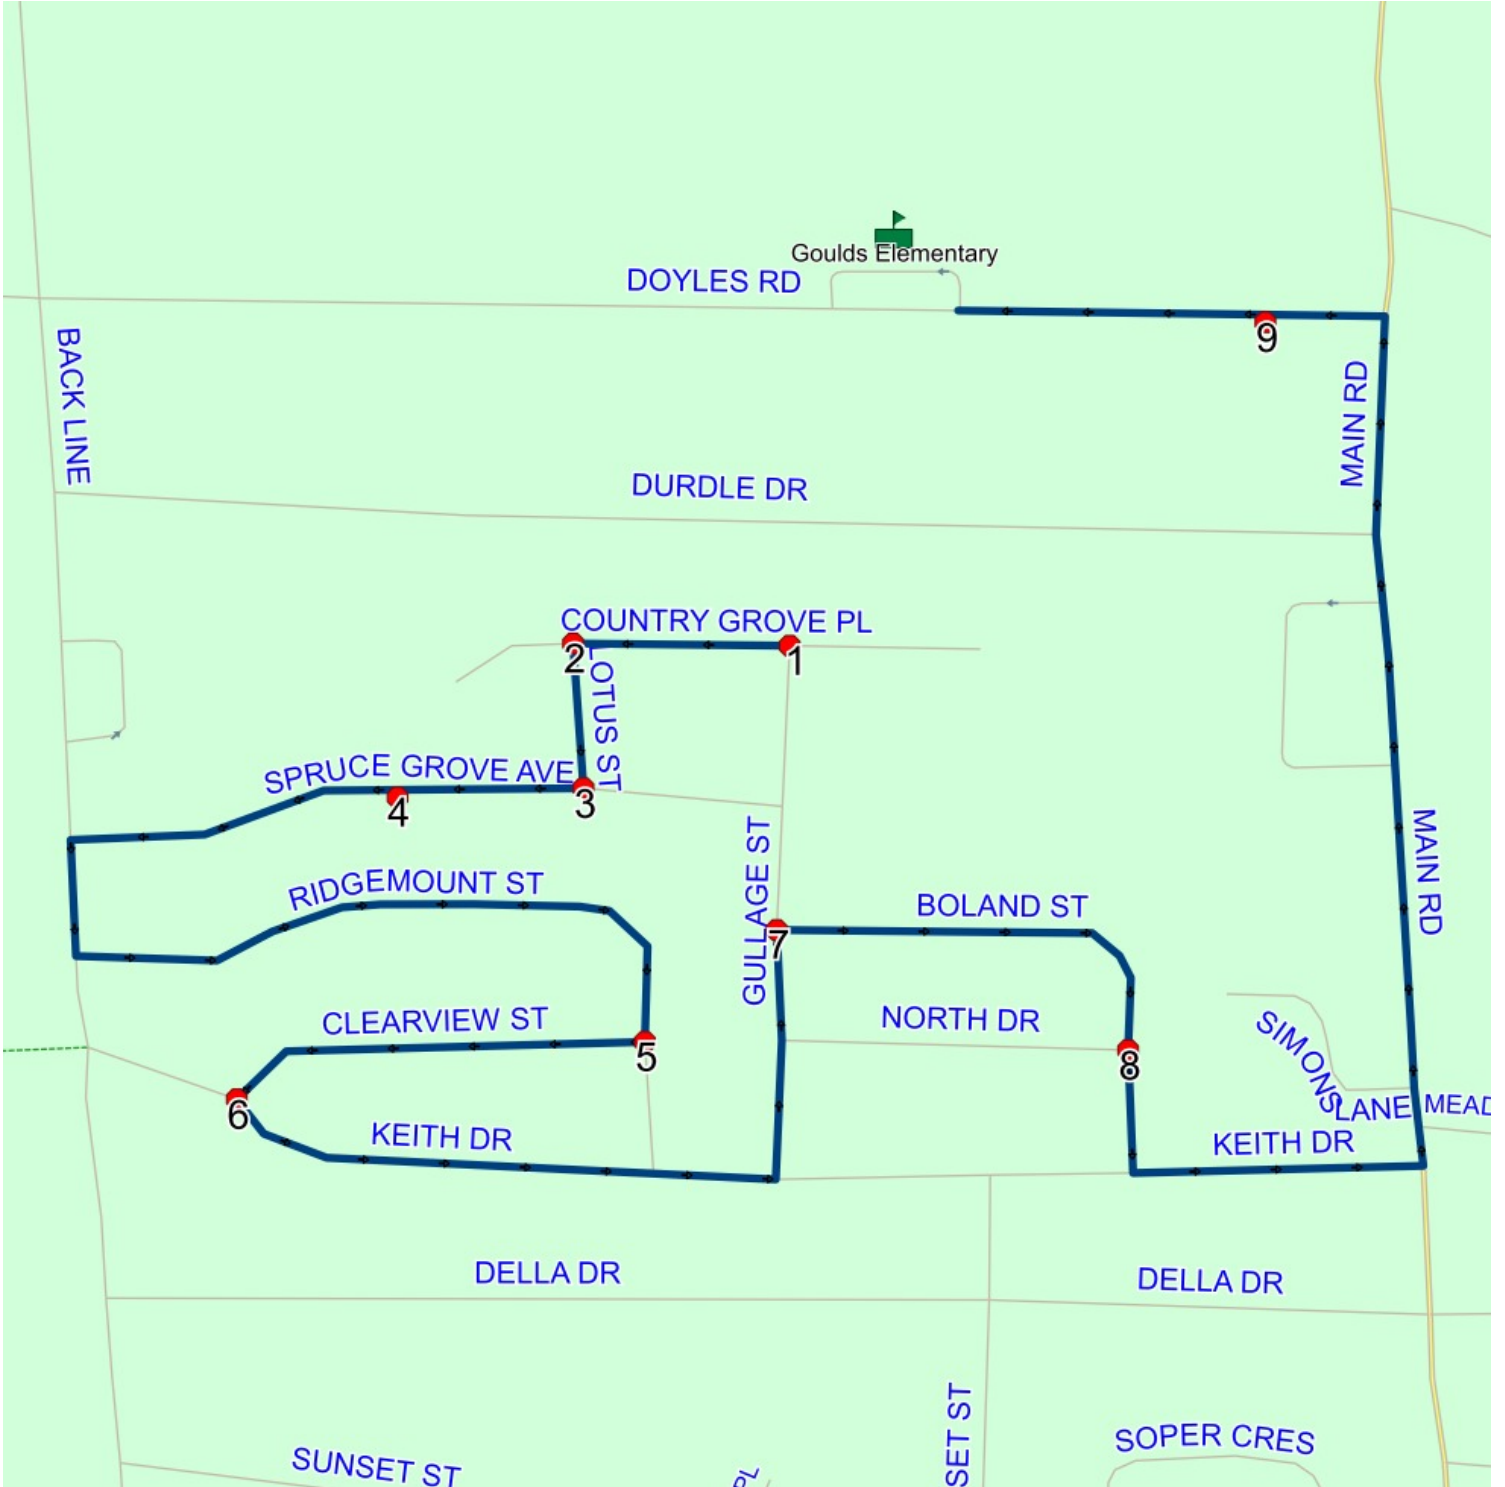 Goulds Elementary
DOYLES RD
9
BACK LINE
MAIN RD
DURDLE DR
COUNTRY GROVE PL
2
1
LOTUS ST
SPRUCE GROVE AVE
4
3
GULLAGE ST
MAIN RD
RIDGEMOUNT ST
BOLAND ST
7
CLEARVIEW ST
NORTH DR
SIMONS
5
8
6
LANE
MEAD
KEITH DR
KEITH DR
DELLA DR
DELLA DR
SET ST
SOPER CRES
SUNSET ST
PL